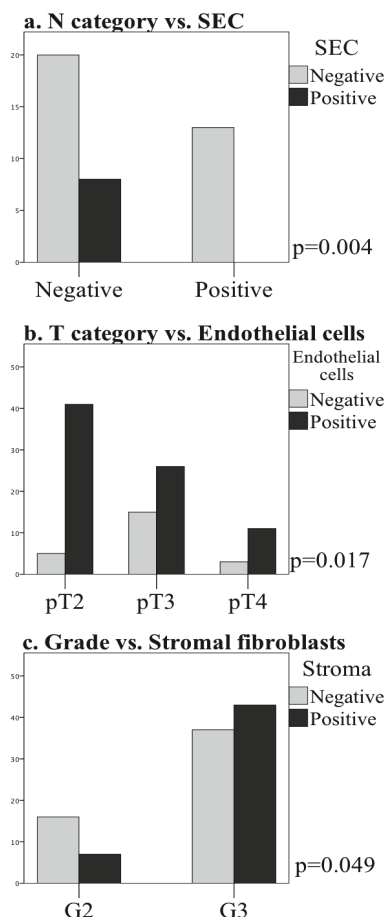 a. N category vs. SEC
SEC
Negative
Positive
20
15
10
5
0
p=0.004
Negative Positive
b. T category vs. Endothelial cells
Endothelial
cells
Negative
Positive
50
40
30
20
10
0
p=0.017
pT2 pT3 pT4
c. Grade vs. Stromal fibroblasts
Stroma
Negative
Positive
50
40
30
20
10
0
p=0.049
G2 G3